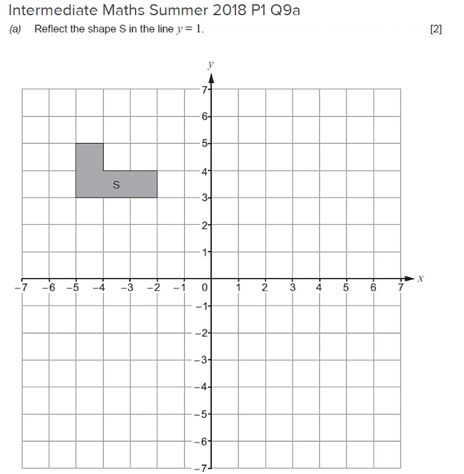 Intermediate Maths Summer 2018 P1 Q9a
(a) Reflect the shape S in the line y = 1. [2]
y
7
6
5
4
S
3
2
1
-7 -6 -5 -4 -3 -2 -1 0 1 2 3 4 5 6 7 x
-1
-2
-3
-4
-5
-6
-7